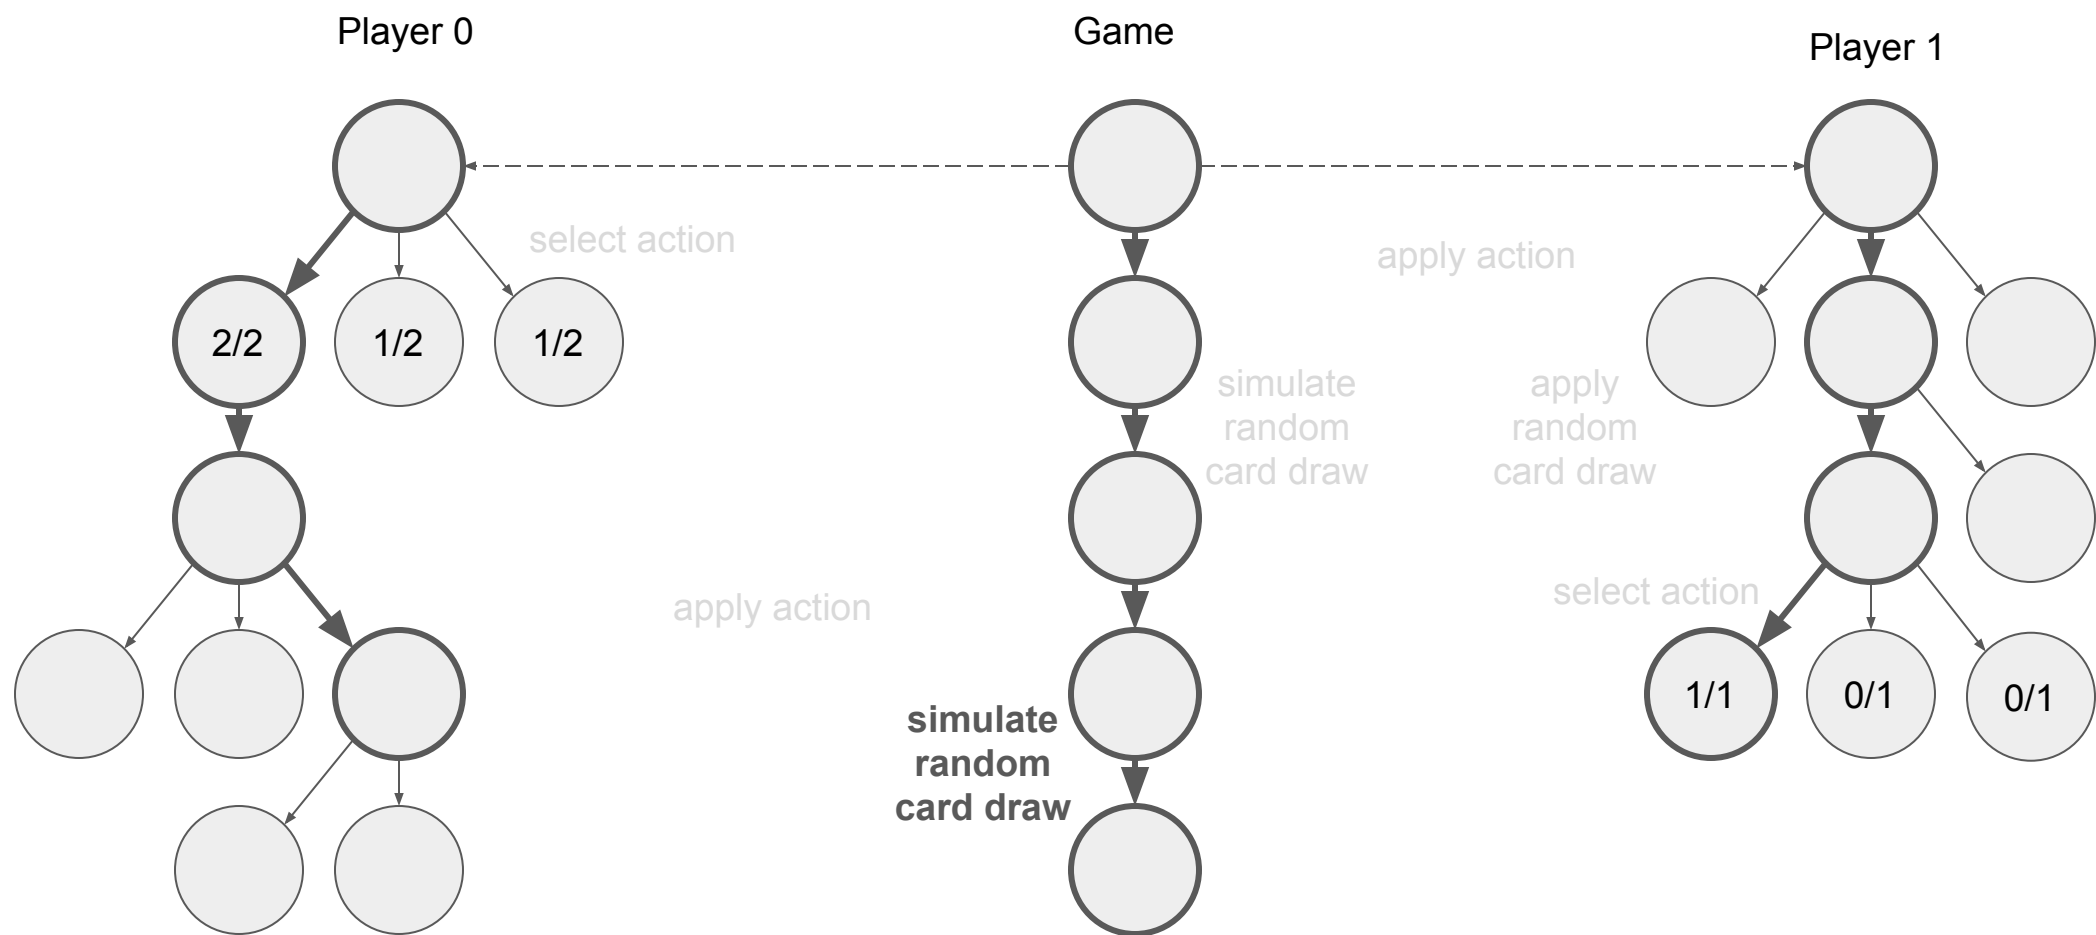 Player 0
Game
Player 1
select action
apply action
2/2
1/2
1/2
simulate
random
card draw
apply
random
card draw
apply action
select action
1/1
0/1
0/1
simulate
random
card draw